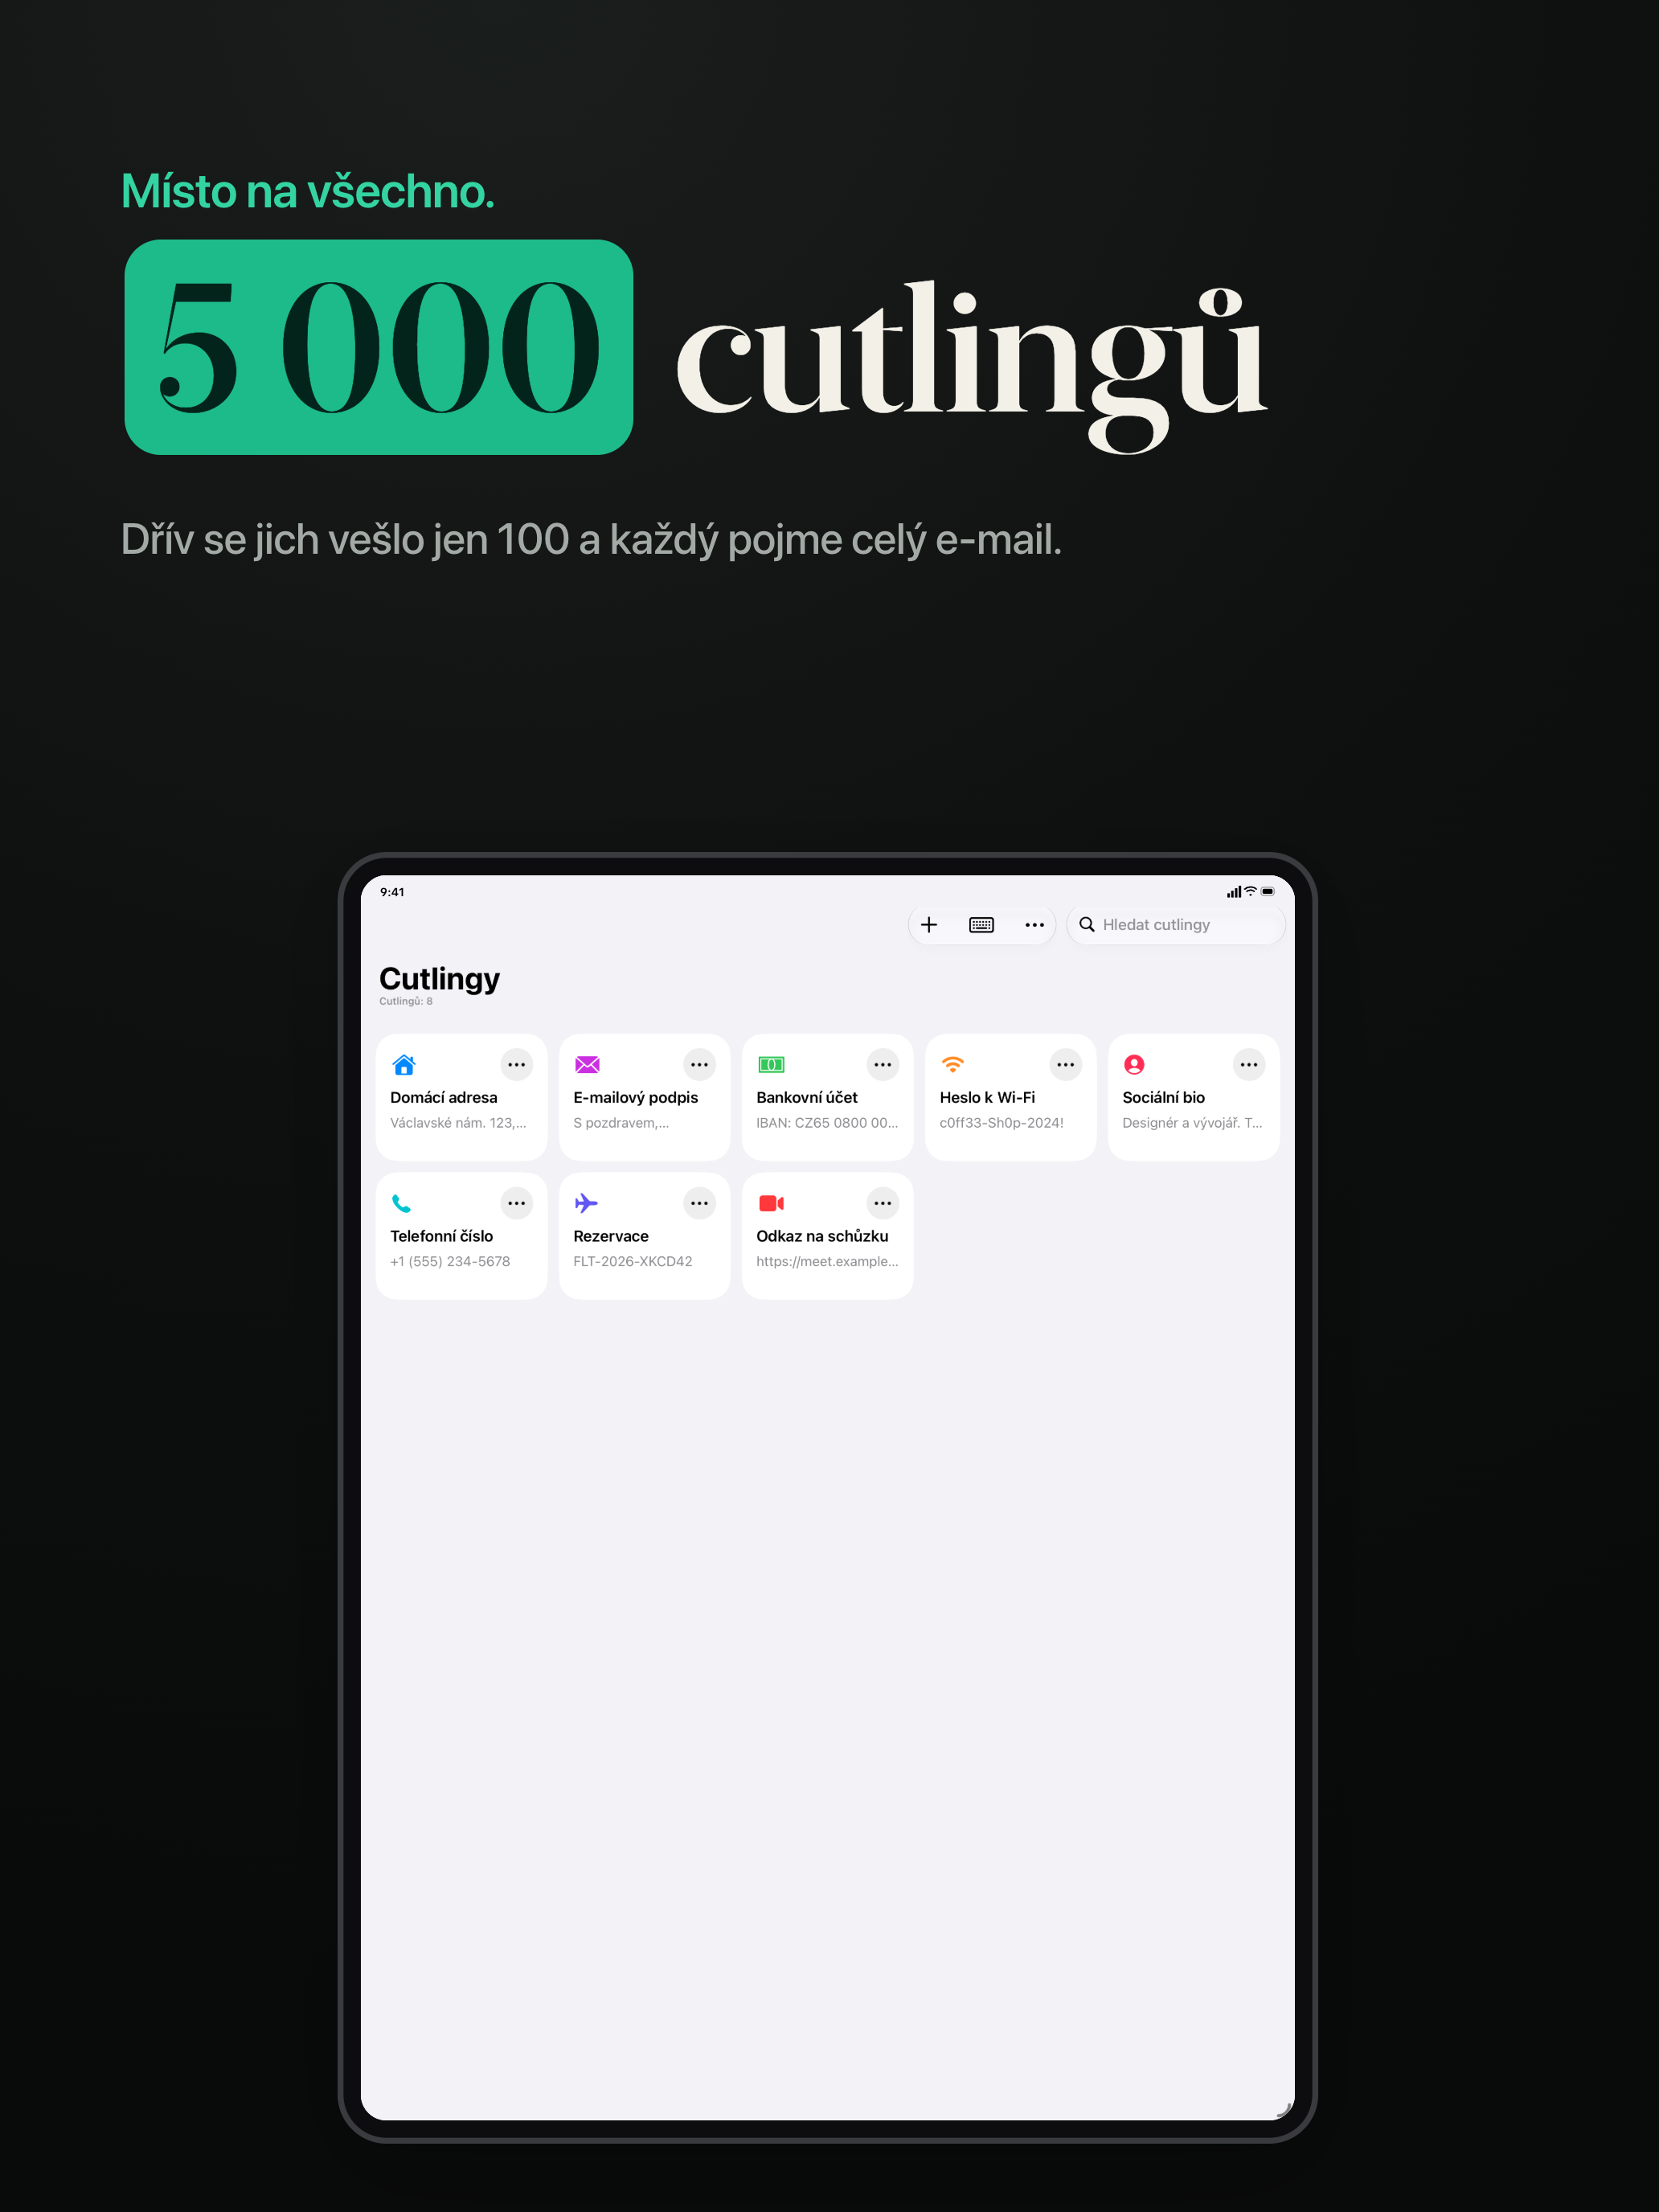 Místo na všechno.
5 000 cutlingů
Dřív se jich vešlo jen 100 a každý pojme celý e-mail.
9:41
Hledat cutlingy
Cutlingy
Cutlingů: 8
Domácí adresa
Václavské nám. 123,...
E-mailový podpis
S pozdravem,...
Bankovní účet
IBAN: CZ65 0800 00...
Heslo k Wi-Fi
c0ff33-Sh0p-2024!
Sociální bio
Designér a vývojář. T...
Telefonní číslo
+1 (555) 234-5678
Rezervace
FLT-2026-XKCD42
Odkaz na schůzku
https://meet.example...